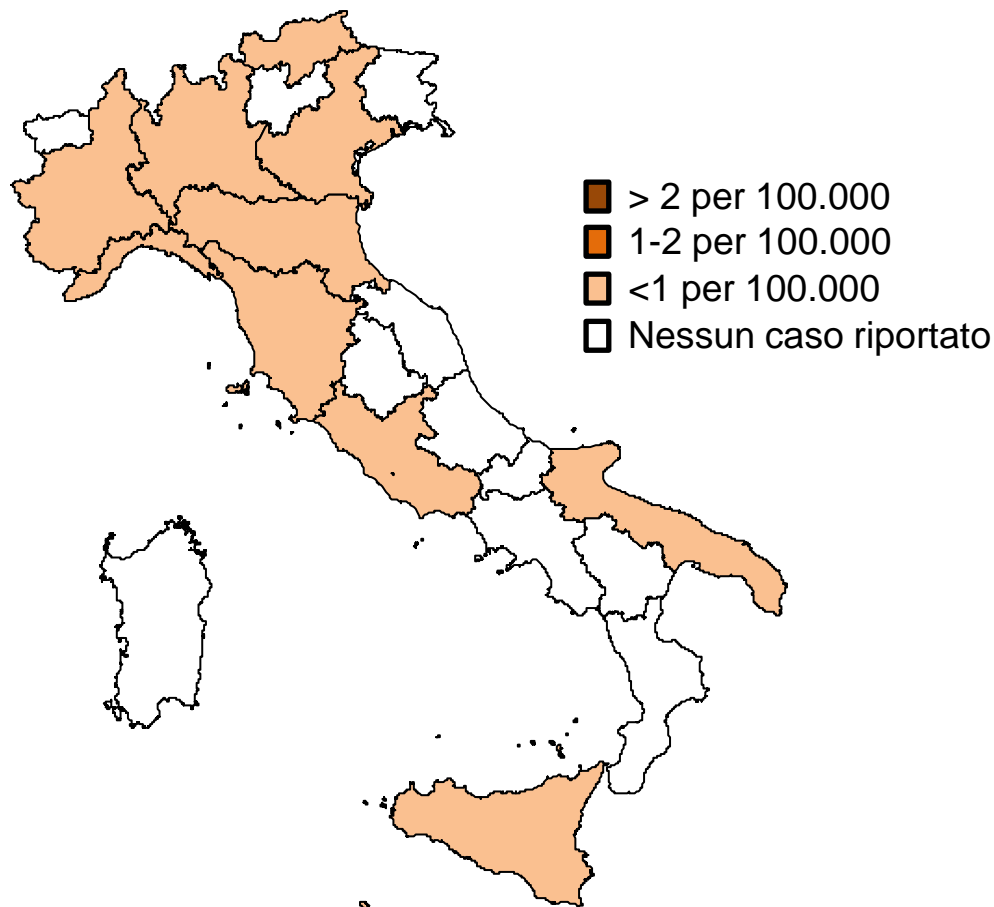 > 2 per 100.000
1-2 per 100.000
<1 per 100.000
Nessun caso riportato